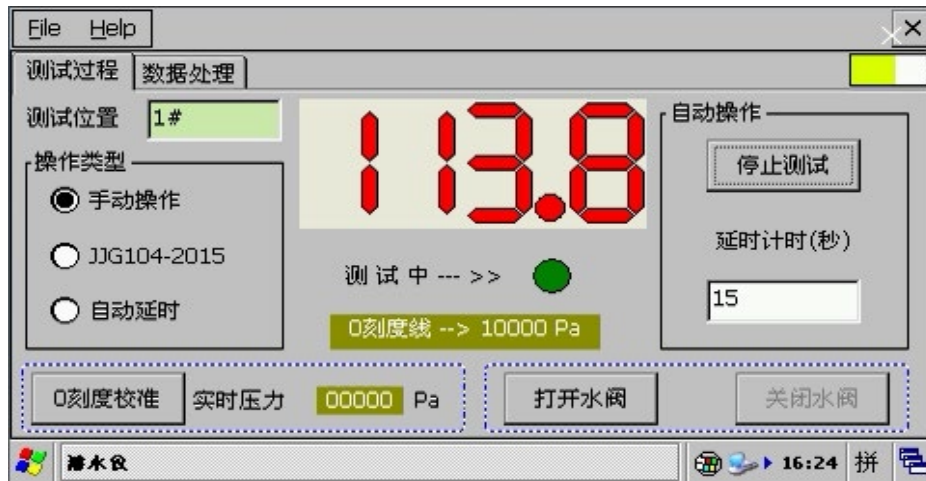 File Help
测试过程 数据处理
测试位置 1#
113.8
操作类型
手动操作
JJG104-2015
自动延时
测 试 中 --- >>
0刻度线 --> 10000 Pa
自动操作
停止测试
延时计时(秒)
15
0刻度校准 实时压力 00000 Pa
打开水阀 关闭水阀
16:24 拼